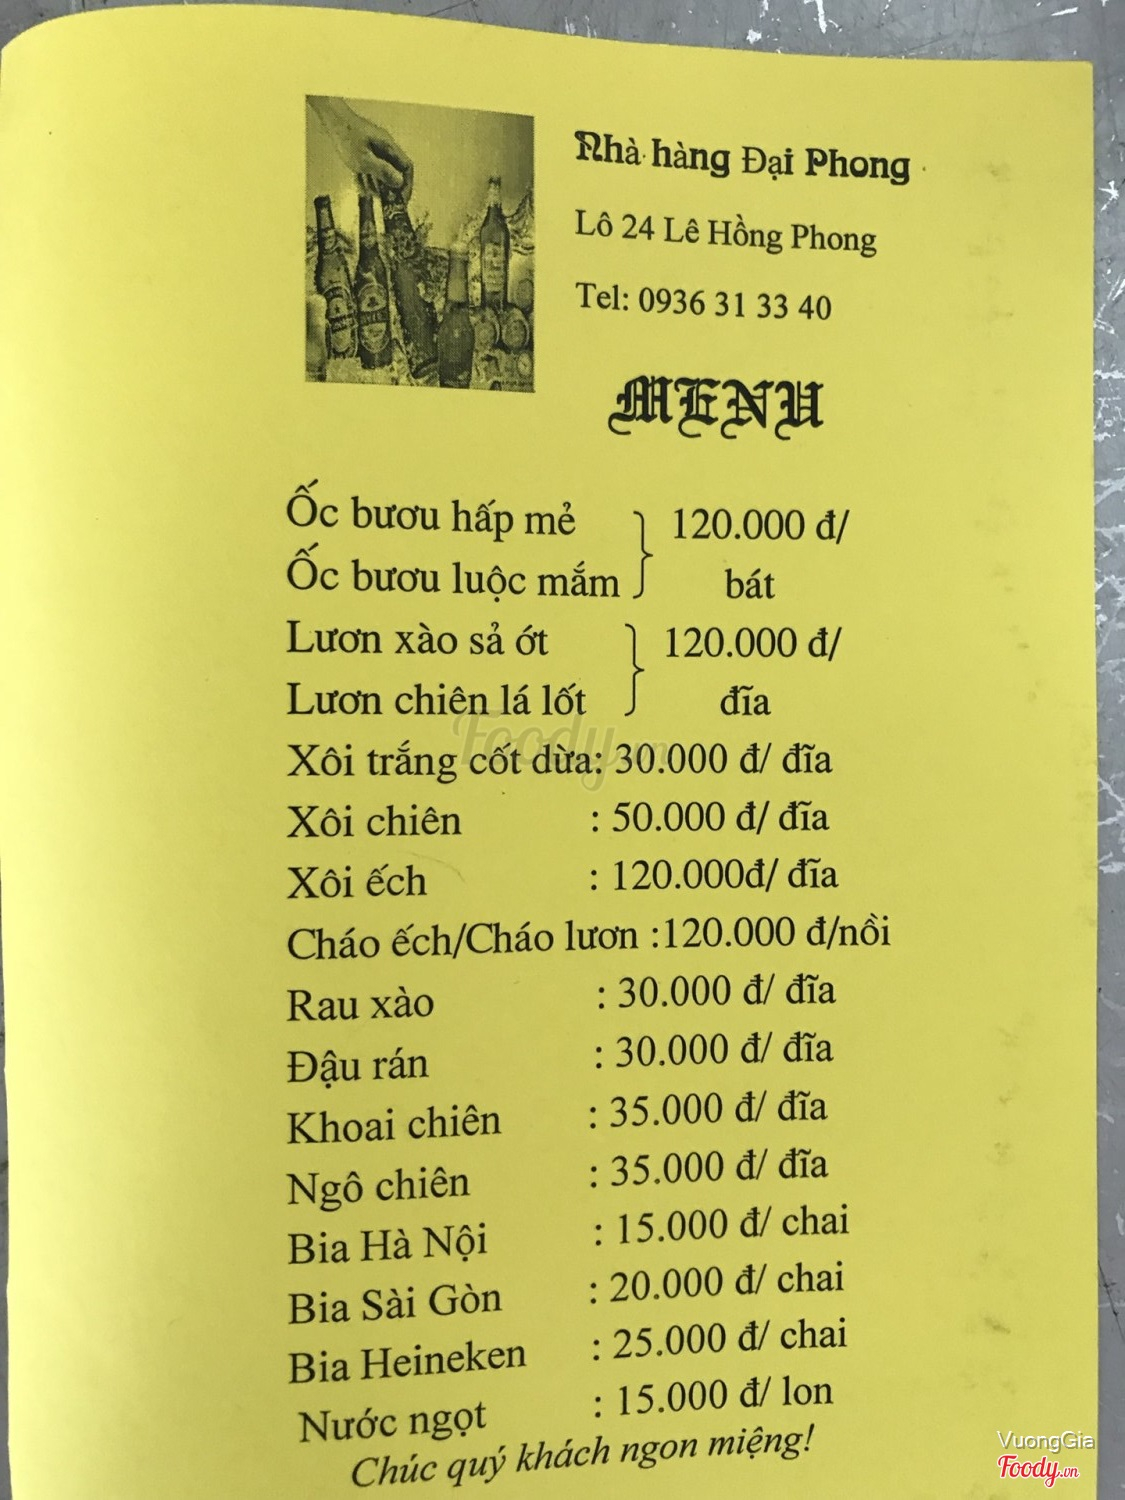 Nhà hàng Đại Phong
Lô 24 Lê Hồng Phong
Tel: 0936 31 33 40
MENU
Ốc bươu hấp mẻ
Ốc bươu luộc mắm
120.000 đ/
bát
Lươn xào sả ớt
Lươn chiên lá lốt
120.000 đ/
đĩa
Xôi trắng cốt dừa: 30.000 đ/ đĩa
Xôi chiên : 50.000 đ/ đĩa
Xôi ếch : 120.000đ/ đĩa
Cháo ếch/Cháo lươn :120.000 đ/nồi
Rau xào : 30.000 đ/ đĩa
Đậu rán : 30.000 đ/ đĩa
Khoai chiên : 35.000 đ/ đĩa
Ngô chiên : 35.000 đ/ đĩa
Bia Hà Nội : 15.000 đ/ chai
Bia Sài Gòn : 20.000 đ/ chai
Bia Heineken : 25.000 đ/ chai
Nước ngọt : 15.000 đ/ lon
Chúc quý khách ngon miệng!
Foody.vn
VuongGia
Foody.vn